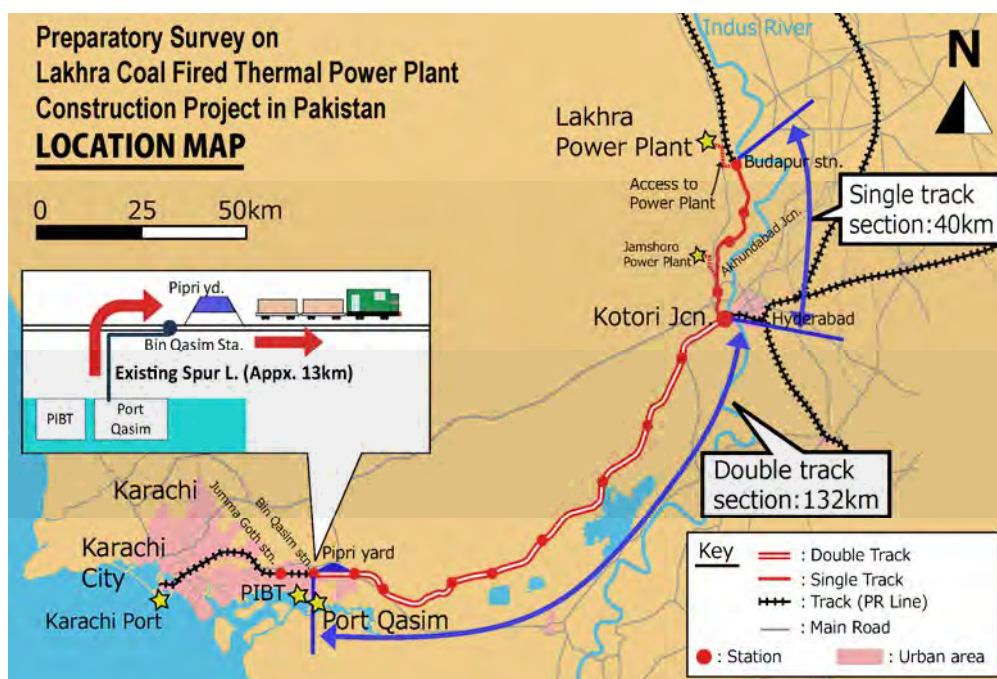 Preparatory Survey on
Lakhra Coal Fired Thermal Power Plant
Construction Project in Pakistan
LOCATION MAP
0 25 50km
Indus River
N
Lakhra
Power Plant
Budapur stn.
Access to
Power Plant
Single track
section:40km
Akhundabad Jcn.
Jamshoro
Power Plant
Kotori Jcn.
Hyderabad
Pipri yd.
Bin Qasim Sta.
Existing Spur L. (Appx. 13km)
PIBT
Port
Qasim
Double track
section:132km
Karachi
Jumma Goth stn.
Bin Qasim stn.
Pipri yard
Karachi
City
PIBT
Port Qasim
Karachi Port
Key
: Double Track
: Single Track
: Track (PR Line)
: Main Road
: Station
: Urban area